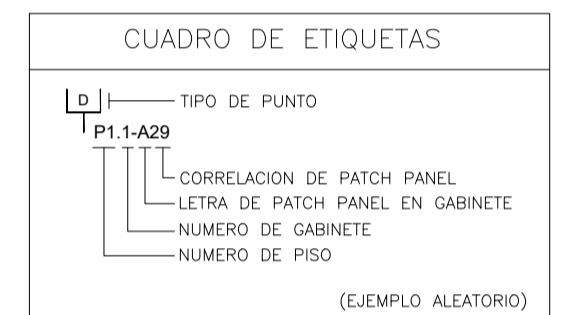 CUADRO DE ETIQUETAS
D TIPO DE PUNTO
P1.1-A29
CORRELACION DE PATCH PANEL
LETRA DE PATCH PANEL EN GABINETE
NUMERO DE GABINETE
NUMERO DE PISO
(EJEMPLO ALEATORIO)